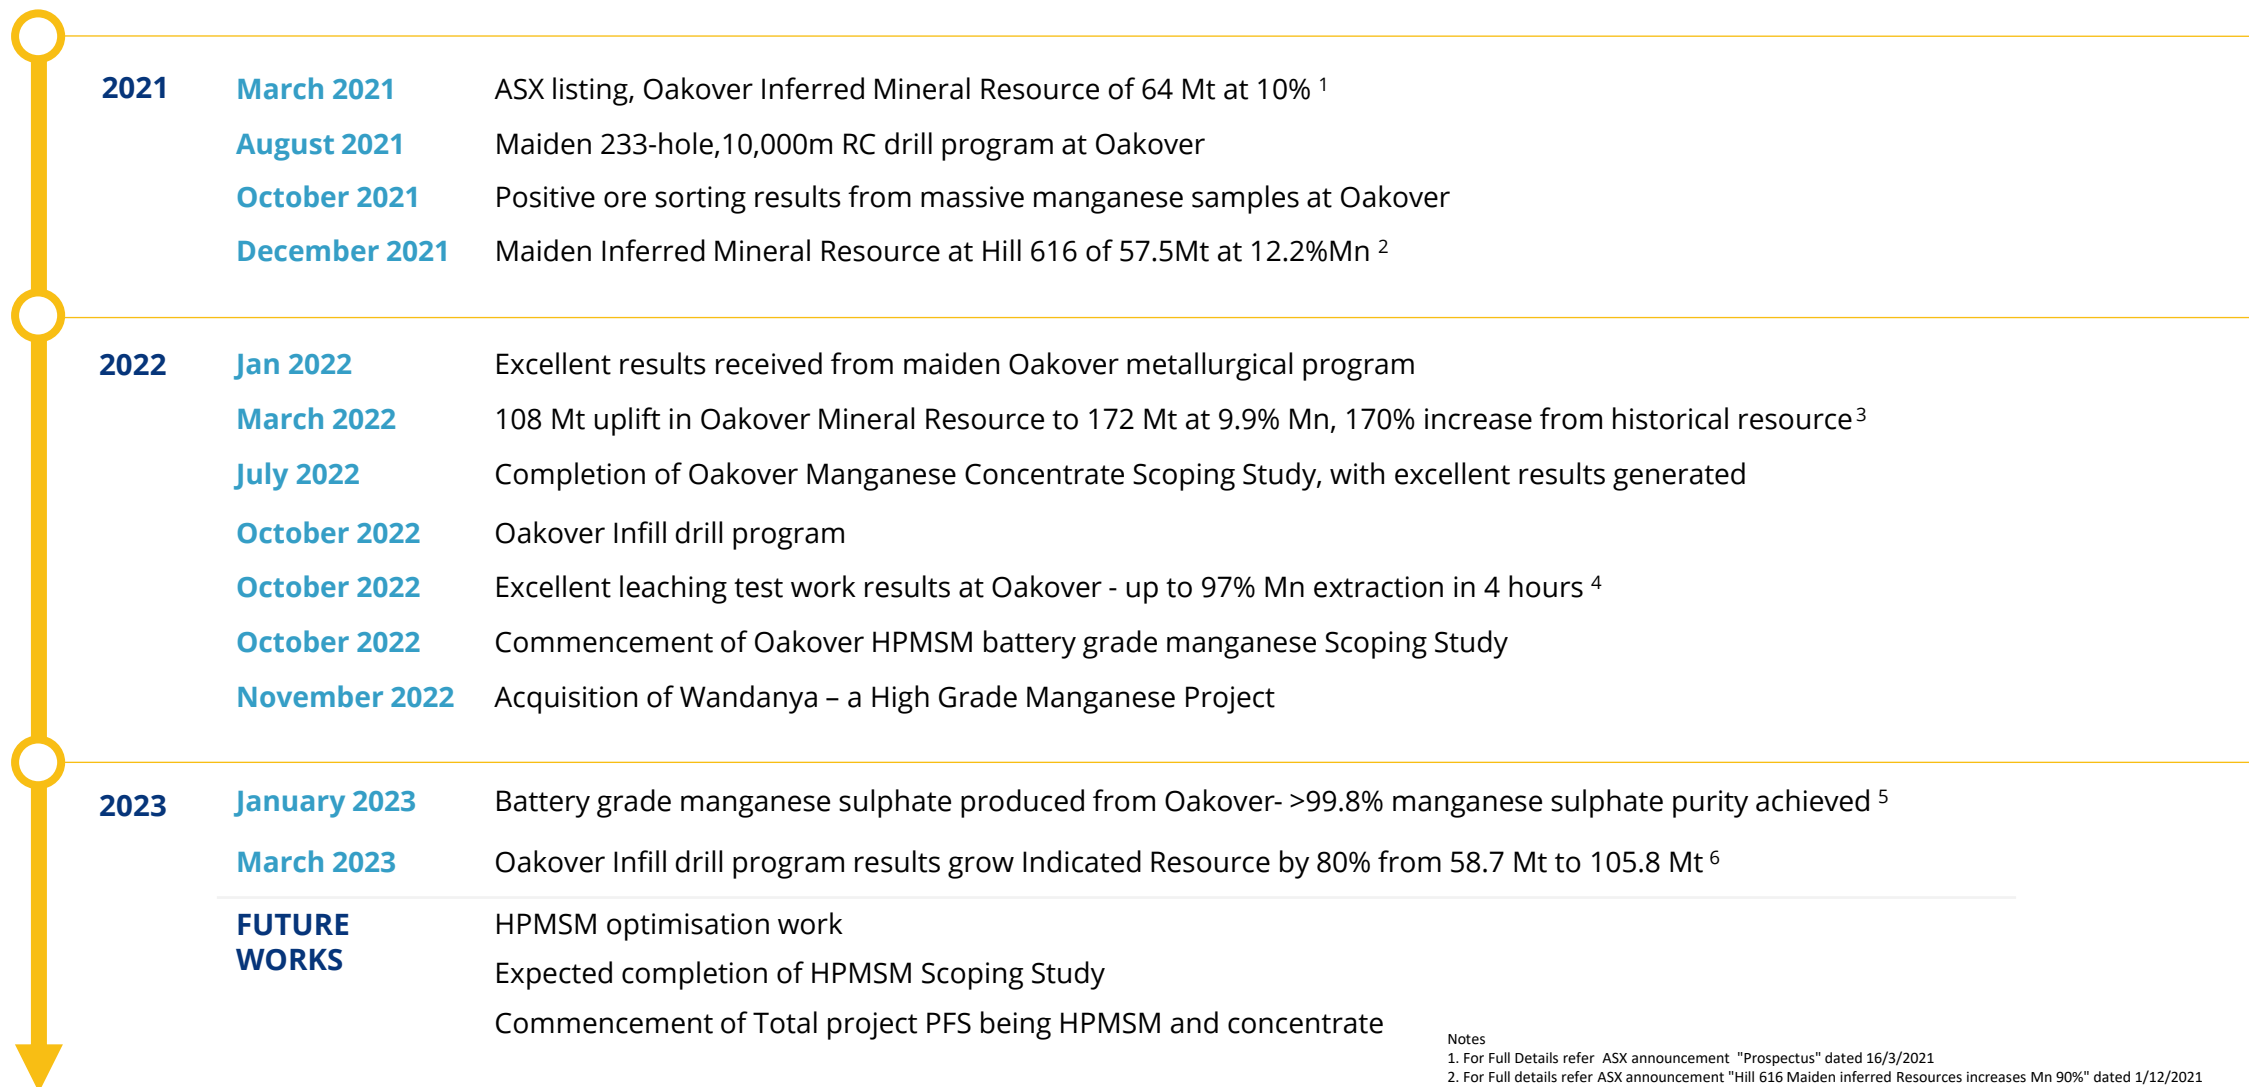 2021
March 2021 ASX listing, Oakover Inferred Mineral Resource of 64 Mt at 10% 1
August 2021 Maiden 233-hole,10,000m RC drill program at Oakover
October 2021 Positive ore sorting results from massive manganese samples at Oakover
December 2021 Maiden Inferred Mineral Resource at Hill 616 of 57.5Mt at 12.2%Mn 2
2022
Jan 2022 Excellent results received from maiden Oakover metallurgical program
March 2022 108 Mt uplift in Oakover Mineral Resource to 172 Mt at 9.9% Mn, 170% increase from historical resource 3
July 2022 Completion of Oakover Manganese Concentrate Scoping Study, with excellent results generated
October 2022 Oakover Infill drill program
October 2022 Excellent leaching test work results at Oakover - up to 97% Mn extraction in 4 hours 4
October 2022 Commencement of Oakover HPMSM battery grade manganese Scoping Study
November 2022 Acquisition of Wandanya – a High Grade Manganese Project
2023
January 2023 Battery grade manganese sulphate produced from Oakover- >99.8% manganese sulphate purity achieved 5
March 2023 Oakover Infill drill program results grow Indicated Resource by 80% from 58.7 Mt to 105.8 Mt 6
FUTURE
WORKS
HPMSM optimisation work
Expected completion of HPMSM Scoping Study
Commencement of Total project PFS being HPMSM and concentrate
Notes
1. For Full Details refer ASX announcement "Prospectus" dated 16/3/2021
2. For Full details refer ASX announcement "Hill 616 Maiden inferred Resources increases Mn 90%" dated 1/12/2021